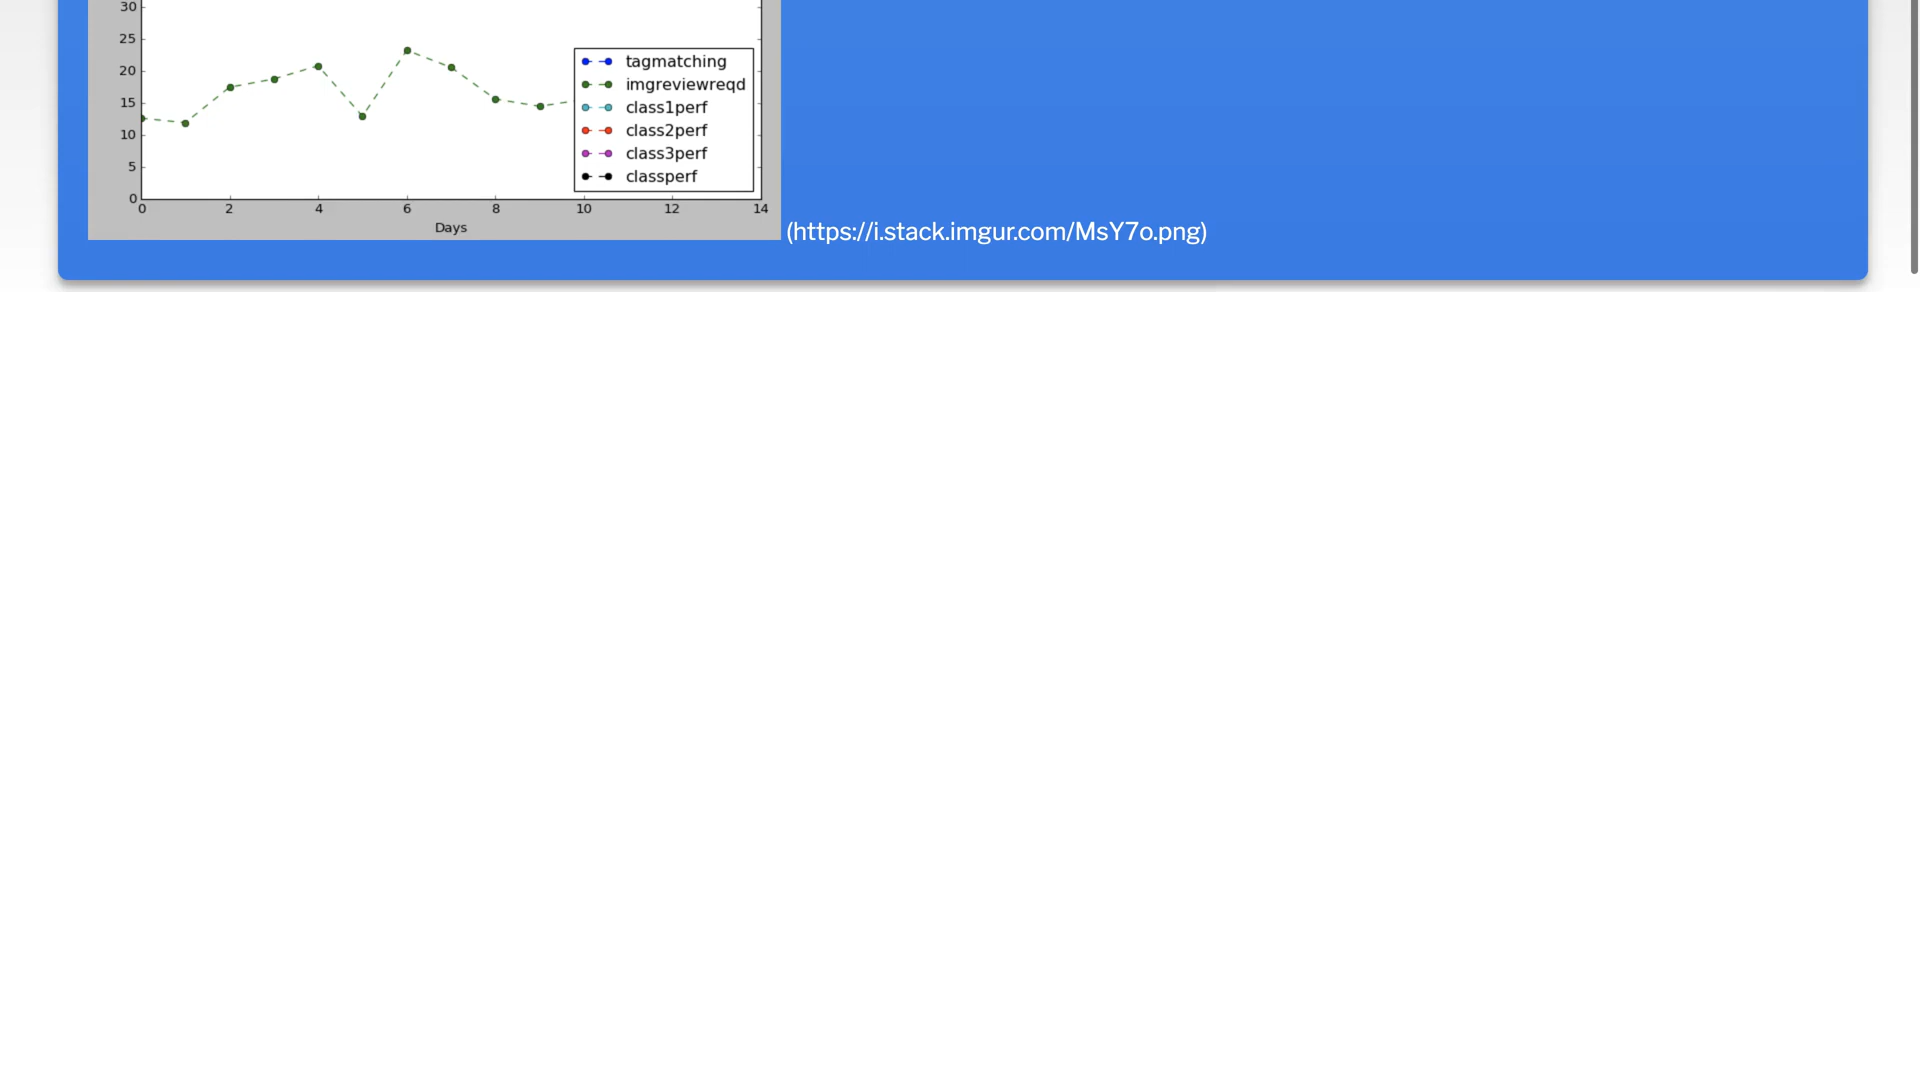 30
25
20
15
10
5
0
0 2 4 6 8 10 12 14
Days
tagmatching
imgreviewreqd
class1perf
class2perf
class3perf
classperf
(https://i.stack.imgur.com/MsY7o.png)